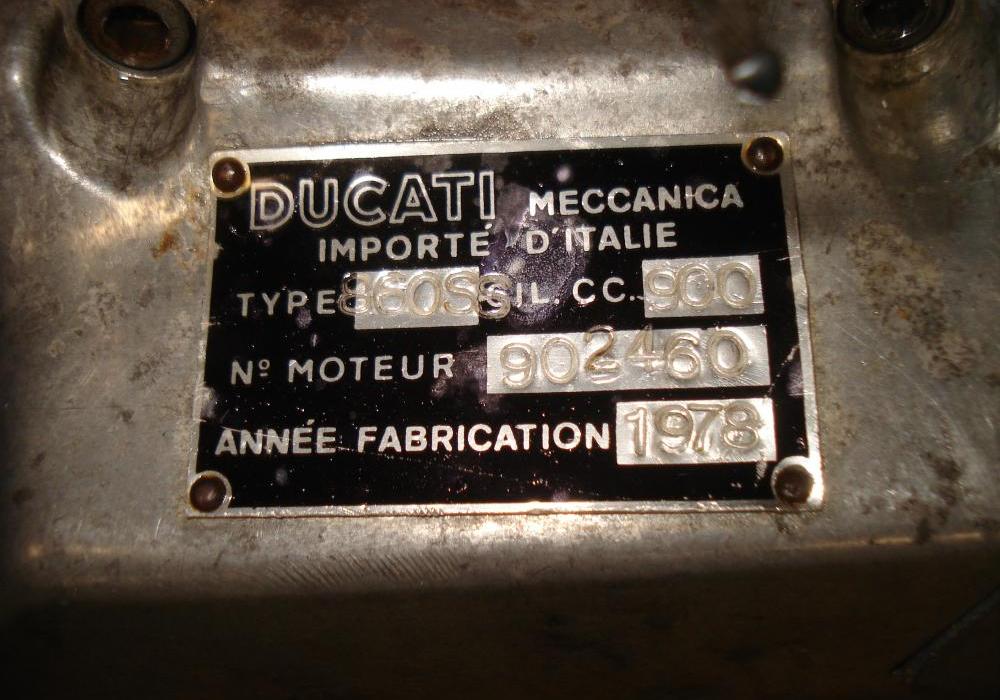 DUCATI MECCANICA
IMPORTÉ D'ITALIE
TYPE 860SS CIL. CC. 900
Nº MOTEUR 902460
ANNÉE FABRICATION 1978